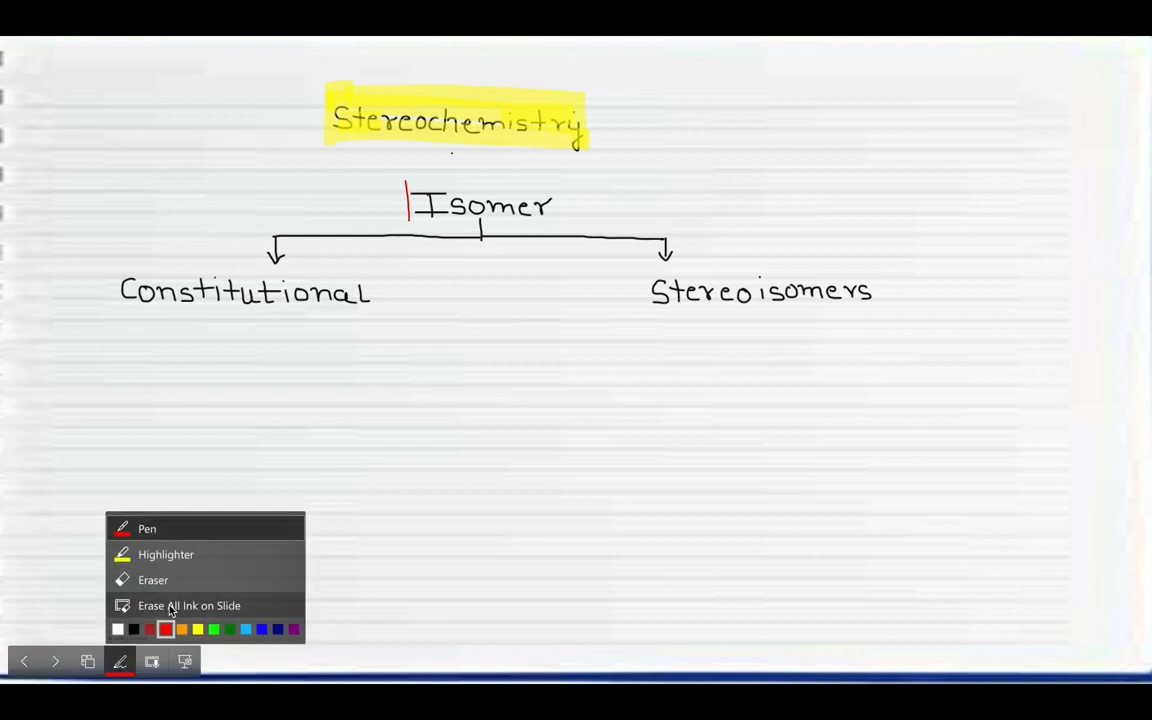 Stereochemistry
Isomer
Constitutional Stereoisomers
Pen
Highlighter
Eraser
Erase All Ink on Slide